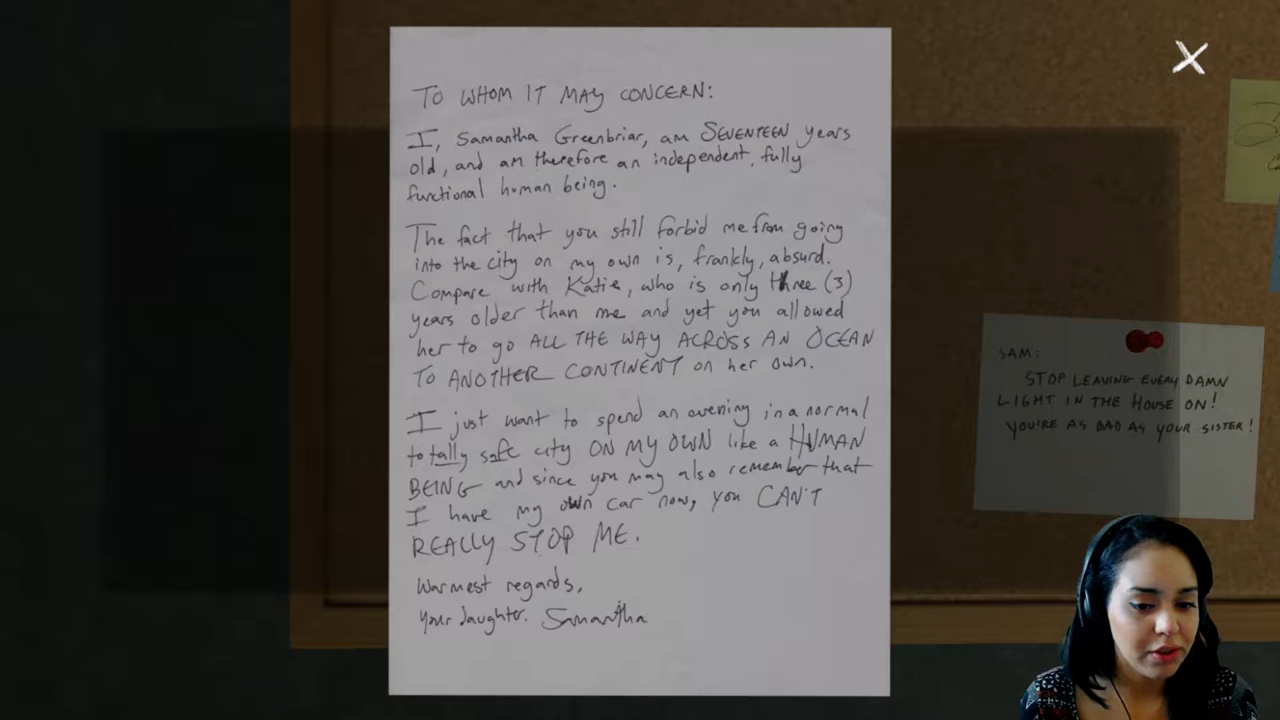 TO WHOM IT MAY CONCERN:
I, Samantha Greenbriar, am SEVENTEEN years
old, and am therefore an independent, fully
functional human being.
The fact that you still forbid me from going
into the city on my own is, frankly, absurd.
Compare with Katie, who is only three (3)
years older than me and yet you allowed
her to go ALL THE WAY ACROSS AN OCEAN
TO ANOTHER CONTINENT on her own.
I just want to spend an evening in a normal
totally safe city ON MY OWN like a HUMAN
BEING and since you may also remember that
I have my own car now, you CAN'T
REALLY STOP ME.
Warmest regards,
Your daughter. Samantha
SAM:
STOP LEAVING EVERY DAMN
LIGHT IN THE HOUSE ON!
YOU'RE AS BAD AS YOUR SISTER!